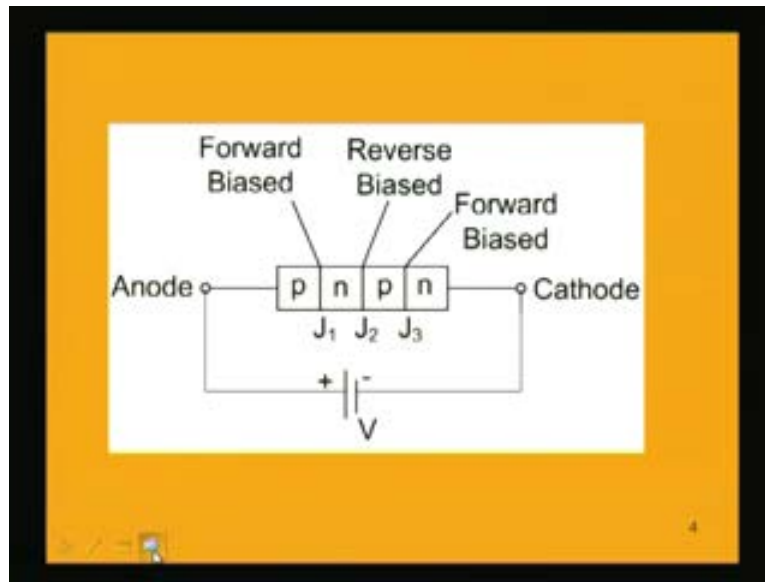 Forward
Biased
Reverse
Biased
Forward
Biased
Anode
p n p n
Cathode
J₁ J₂ J₃
+ -
V
4